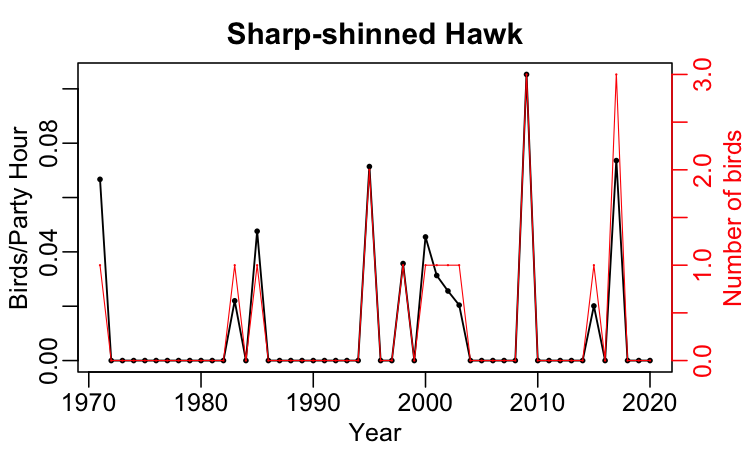 Sharp-shinned Hawk
Birds/Party Hour
0.00 0.04 0.08
Number of birds
0.0 1.0 2.0 3.0
1970 1980 1990 2000 2010 2020
Year